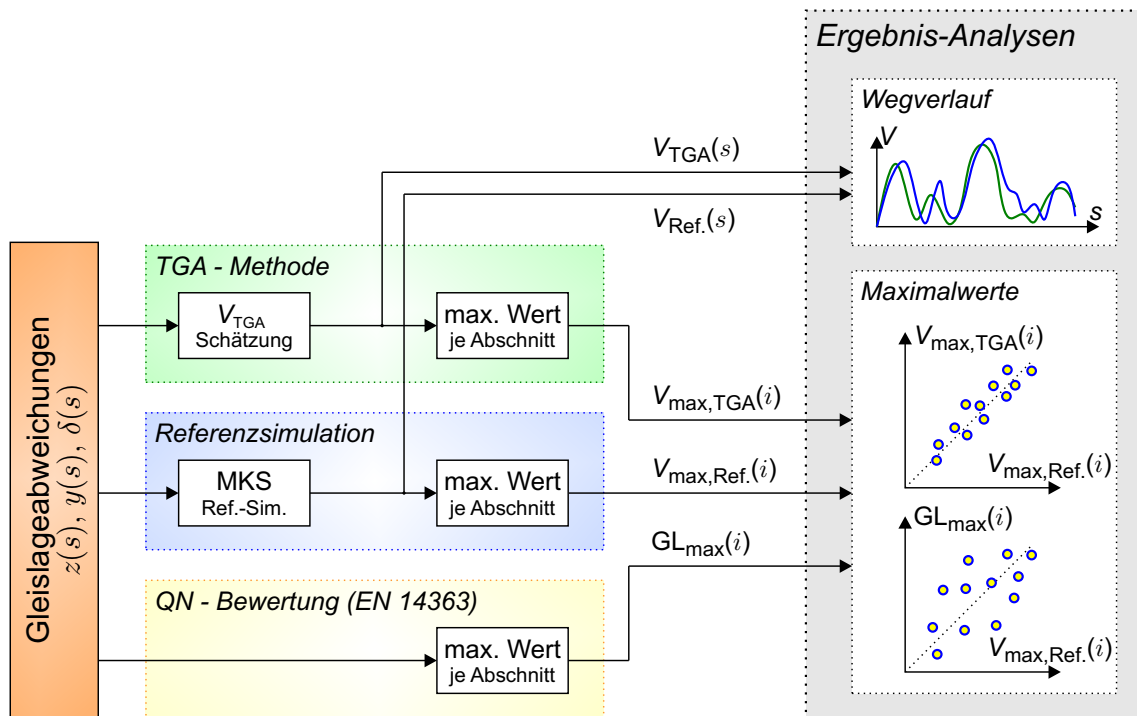 Ergebnis-Analysen
Wegverlauf
V
s
V_TGA(s)
V_Ref.(s)
Gleislageabweichungen
z(s), y(s), δ(s)
TGA - Methode
V_TGA
Schätzung
max. Wert
je Abschnitt
V_max,TGA(i)
Referenzsimulation
MKS
Ref.-Sim.
max. Wert
je Abschnitt
V_max,Ref.(i)
GL_max(i)
QN - Bewertung (EN 14363)
max. Wert
je Abschnitt
Maximalwerte
V_max,TGA(i)
V_max,Ref.(i)
GL_max(i)
V_max,Ref.(i)